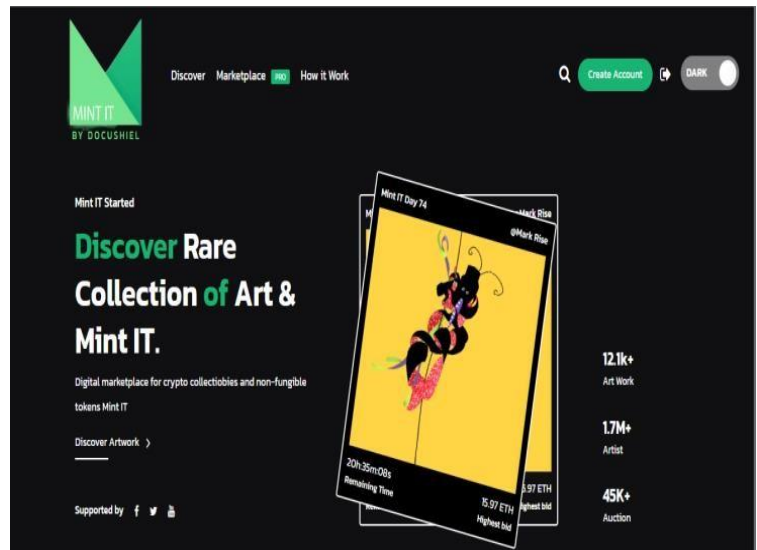 MINT IT
BY DOCUSHIEL
Discover Marketplace PRO How it Work
Create Account
DARK
Mint IT Started
Discover Rare
Collection of Art &
Mint IT.
Digital marketplace for crypto collectiobies and non-fungible
tokens Mint IT
Discover Artwork
Supported by
Mint IT Day 74
@Mark Rise
20h:35m:08s
Remaining Time
15.97 ETH
Highest bid
Mark Rise
5.97 ETH
Highest bid
12.1k+
Art Work
1.7M+
Artist
45K+
Auction